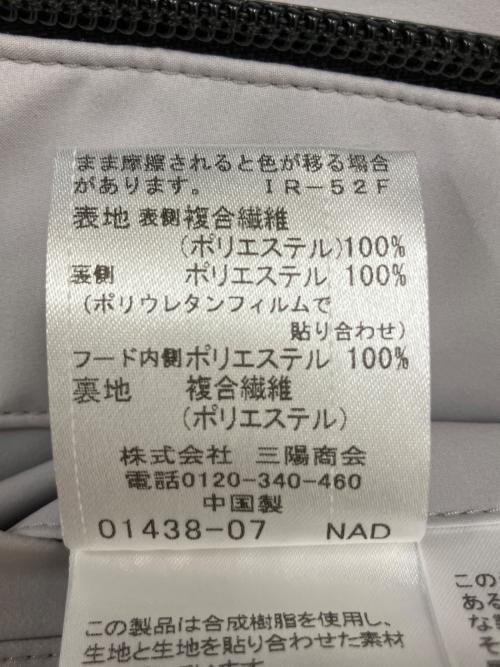 まま摩擦されると色が移る場合
があります。 IR-52F
表地 表側 複合繊維
(ポリエステル)100%
裏側 ポリエステル 100%
(ポリウレタンフィルムで
貼り合わせ)
フード内側 ポリエステル 100%
裏地 複合繊維
(ポリエステル)
株式会社 三陽商会
電話0120-340-460
中国製
01438-07 NAD
この製品は合成樹脂を使用し、
生地と生地を貼り合わせた素材
この
ある
な
そ